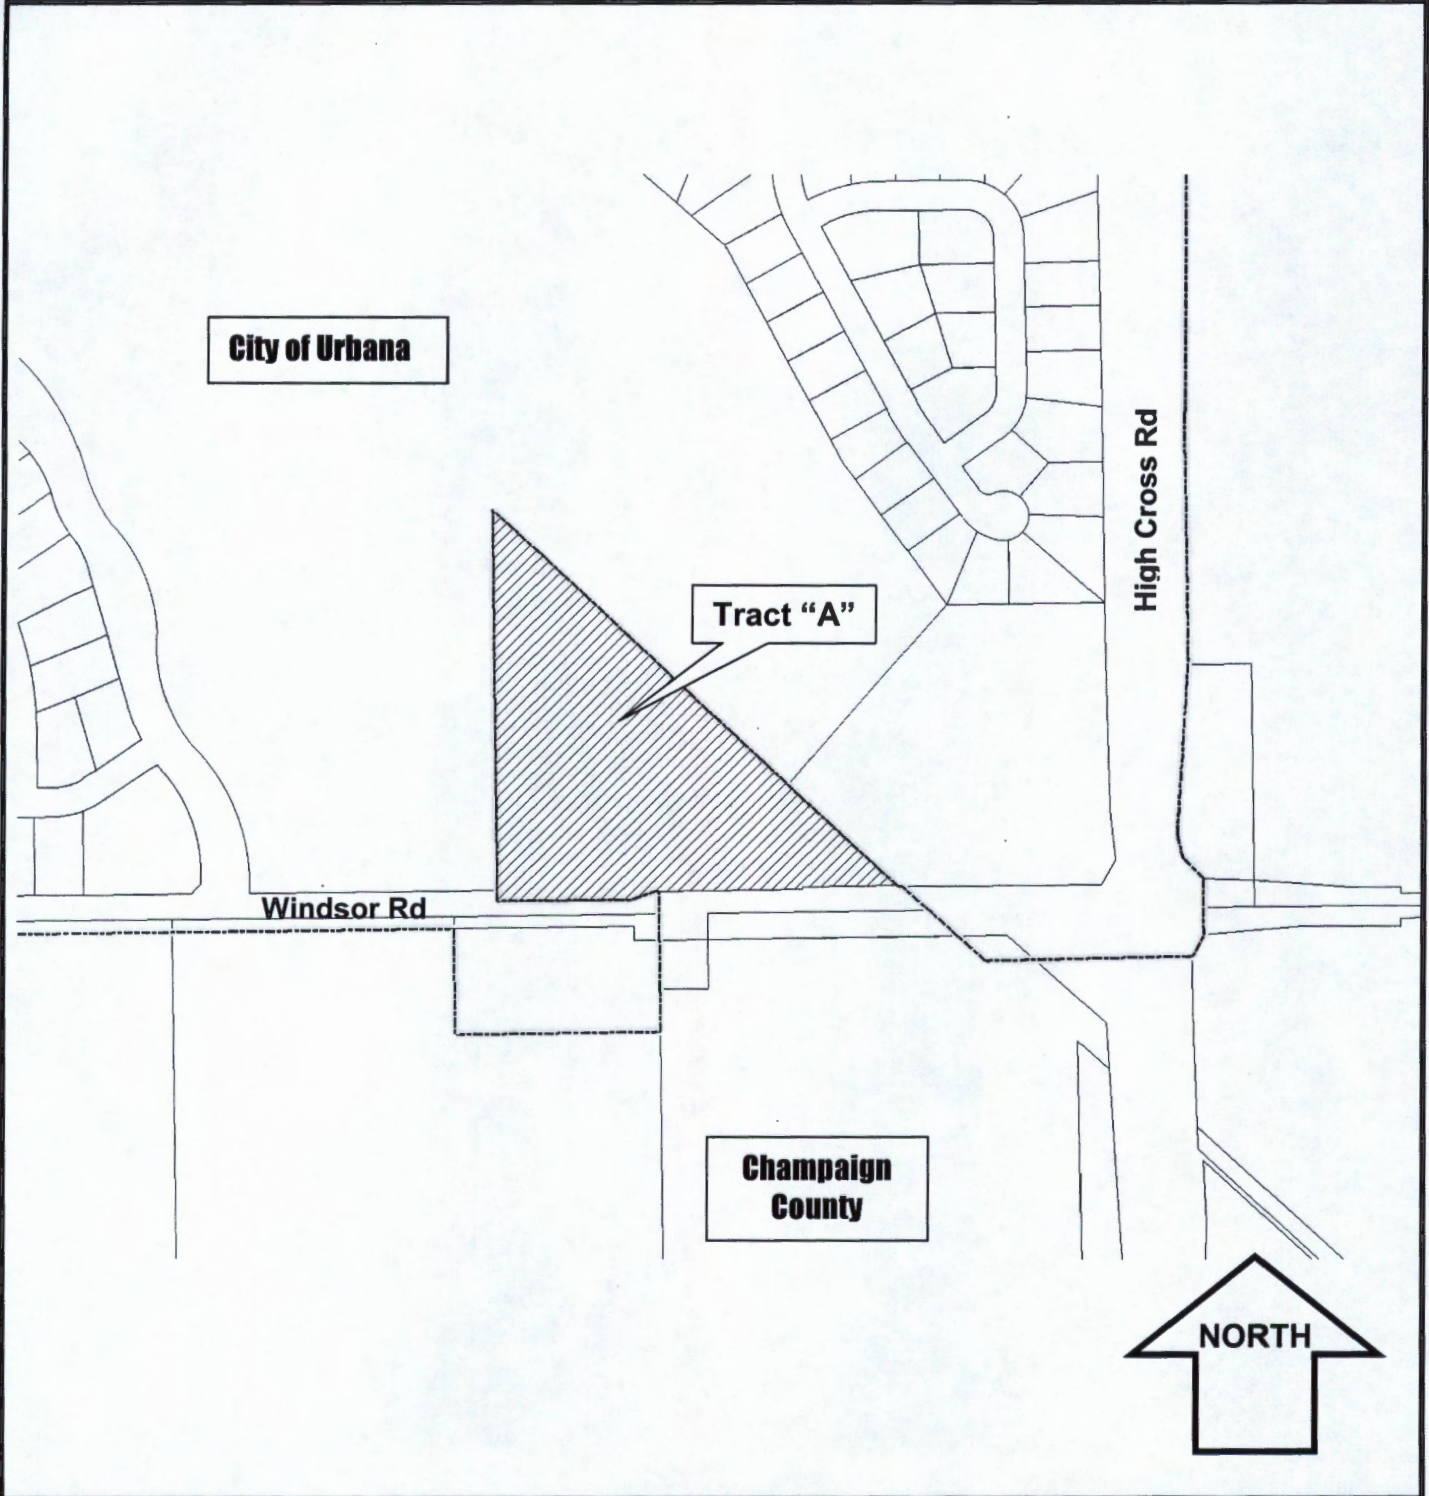 City of Urbana
High Cross Rd
Tract “A”
Windsor Rd
Champaign
County
NORTH